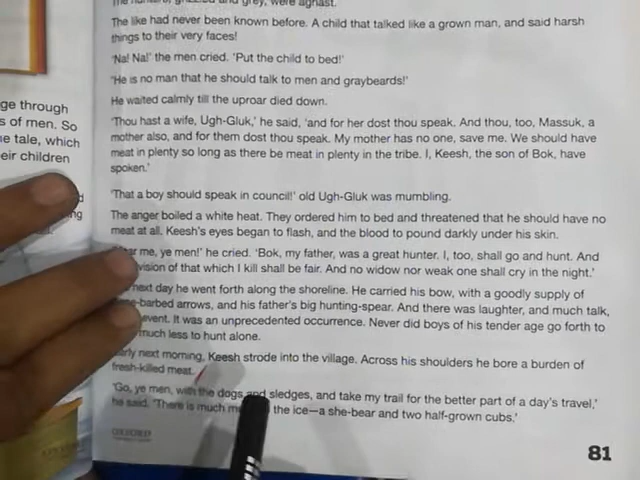 grey, were aghast.
The like had never been known before. A child that talked like a grown man, and said harsh
things to their very faces!
'Na! Na!' the men cried. 'Put the child to bed!'
'He is no man that he should talk to men and graybeards!'
He waited calmly till the uproar died down.
'Thou hast a wife, Ugh-Gluk,' he said, 'and for her dost thou speak. And thou, too, Massuk, a
mother also, and for them dost thou speak. My mother has no one, save me. We should have
meat in plenty so long as there be meat in plenty in the tribe. I, Keesh, the son of Bok, have
spoken.'
'That a boy should speak in council!' old Ugh-Gluk was mumbling.
The anger boiled a white heat. They ordered him to bed and threatened that he should have no
meat at all. Keesh's eyes began to flash, and the blood to pound darkly under his skin.
me, ye men!' he cried. 'Bok, my father, was a great hunter. I, too, shall go and hunt. And
vision of that which I kill shall be fair. And no widow nor weak one shall cry in the night.'
next day he went forth along the shoreline. He carried his bow, with a goodly supply of
-barbed arrows, and his father's big hunting-spear. And there was laughter, and much talk,
event. It was an unprecedented occurrence. Never did boys of his tender age go forth to
much less to hunt alone.
Early next morning, Keesh strode into the village. Across his shoulders he bore a burden of
fresh-killed meat.
'Go, ye men, with the dogs and sledges, and take my trail for the better part of a day's travel,'
he said. 'There is much the ice—a she-bear and two half-grown cubs.'
OXFORD
81
ge through
s of men. So
e tale, which
eir children